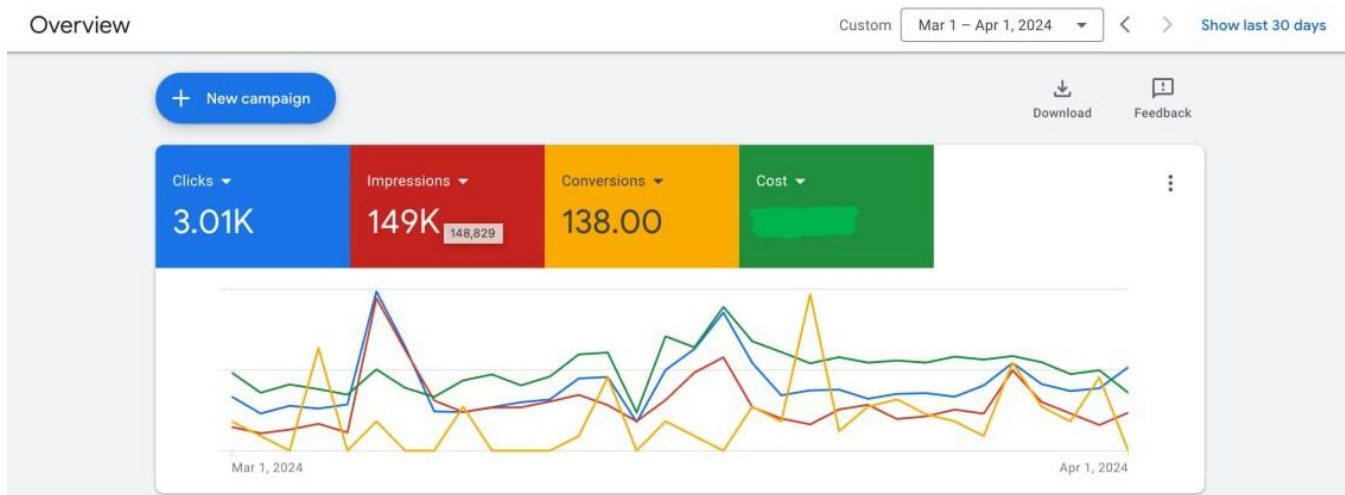 Overview
Custom Mar 1 – Apr 1, 2024 Show last 30 days
New campaign
Download Feedback
Clicks Impressions Conversions Cost
3.01K 149K 148,829 138.00
Mar 1, 2024 Apr 1, 2024